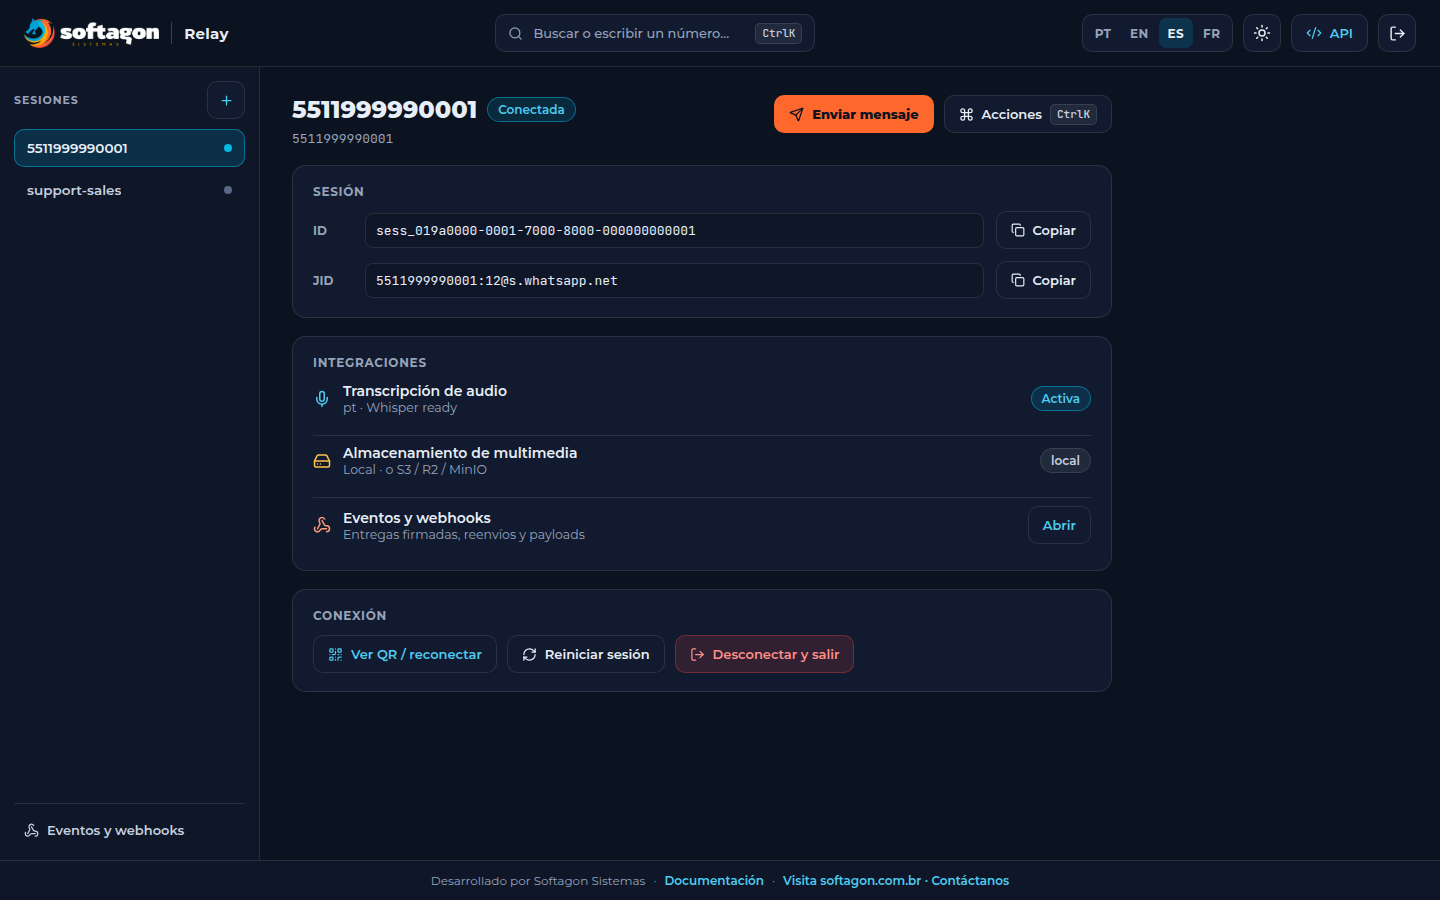 softagon
SISTEMAS
Relay
Buscar o escribir un número...
CtrlK
PT EN ES FR
API
SESIONES
5511999990001
support-sales
Eventos y webhooks
5511999990001
Conectada
5511999990001
Enviar mensaje
Acciones CtrlK
SESIÓN
ID
sess_019a0000-0001-7000-8000-000000000001
Copiar
JID
5511999990001:12@s.whatsapp.net
Copiar
INTEGRACIONES
Transcripción de audio
pt · Whisper ready
Activa
Almacenamiento de multimedia
Local · o S3 / R2 / MinIO
local
Eventos y webhooks
Entregas firmadas, reenvíos y payloads
Abrir
CONEXIÓN
Ver QR / reconectar
Reiniciar sesión
Desconectar y salir
Desarrollado por Softagon Sistemas · Documentación · Visita softagon.com.br · Contáctanos